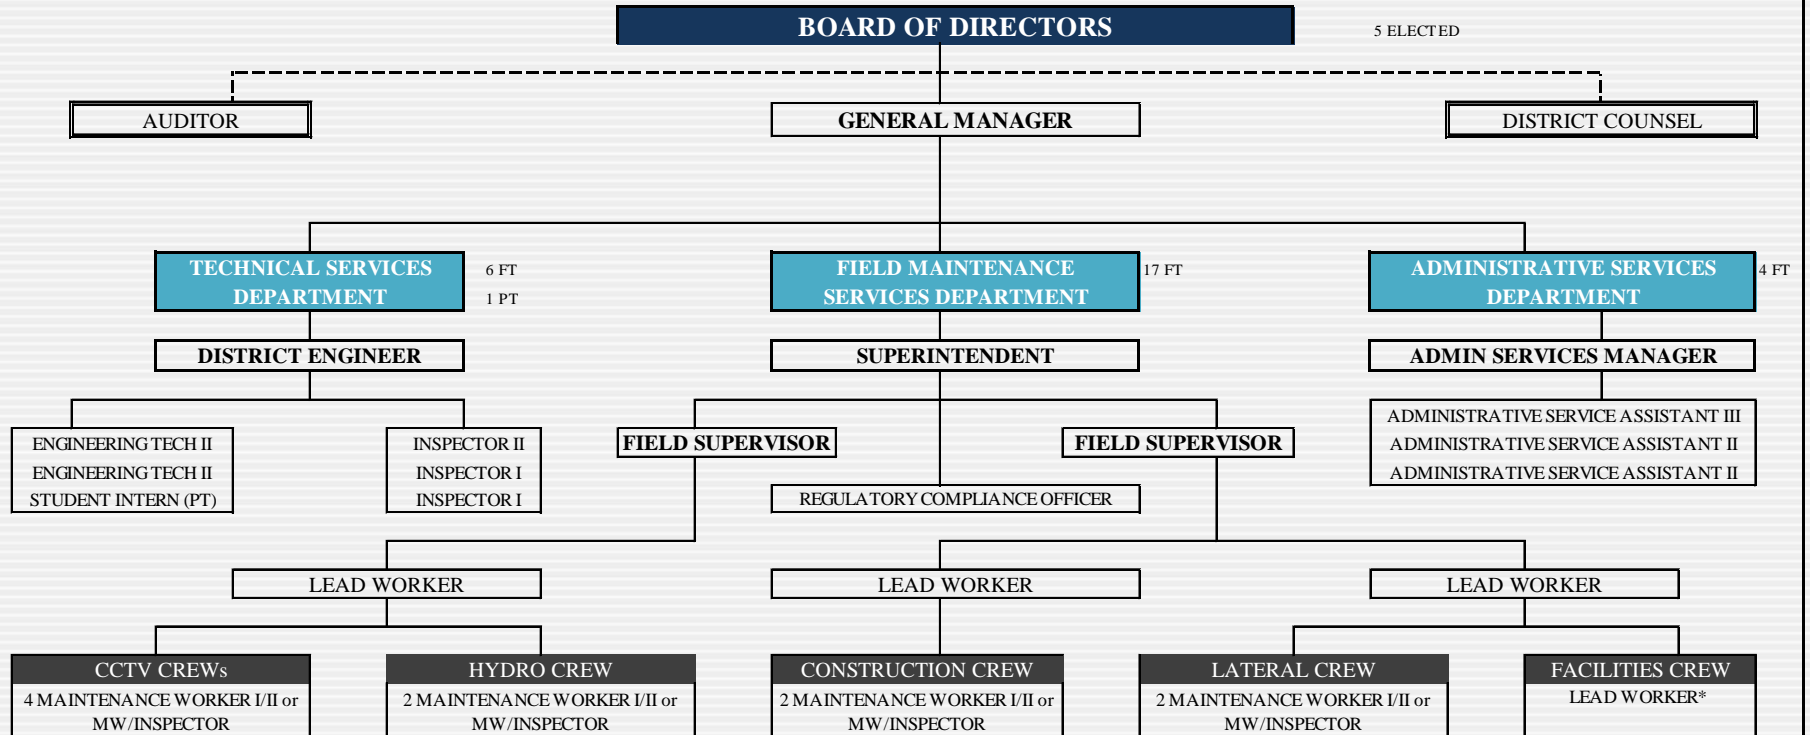 BOARD OF DIRECTORS
5 ELECTED
AUDITOR
GENERAL MANAGER
DISTRICT COUNSEL
TECHNICAL SERVICES
DEPARTMENT
6 FT
1 PT
FIELD MAINTENANCE
SERVICES DEPARTMENT
17 FT
ADMINISTRATIVE SERVICES
DEPARTMENT
4 FT
DISTRICT ENGINEER
SUPERINTENDENT
ADMIN SERVICES MANAGER
ENGINEERING TECH II
ENGINEERING TECH II
STUDENT INTERN (PT)
INSPECTOR II
INSPECTOR I
INSPECTOR I
FIELD SUPERVISOR
FIELD SUPERVISOR
ADMINISTRATIVE SERVICE ASSISTANT III
ADMINISTRATIVE SERVICE ASSISTANT II
ADMINISTRATIVE SERVICE ASSISTANT II
REGULATORY COMPLIANCE OFFICER
LEAD WORKER
LEAD WORKER
LEAD WORKER
CCTV CREWs
4 MAINTENANCE WORKER I/II or
MW/INSPECTOR
HYDRO CREW
2 MAINTENANCE WORKER I/II or
MW/INSPECTOR
CONSTRUCTION CREW
2 MAINTENANCE WORKER I/II or
MW/INSPECTOR
LATERAL CREW
2 MAINTENANCE WORKER I/II or
MW/INSPECTOR
FACILITIES CREW
LEAD WORKER*